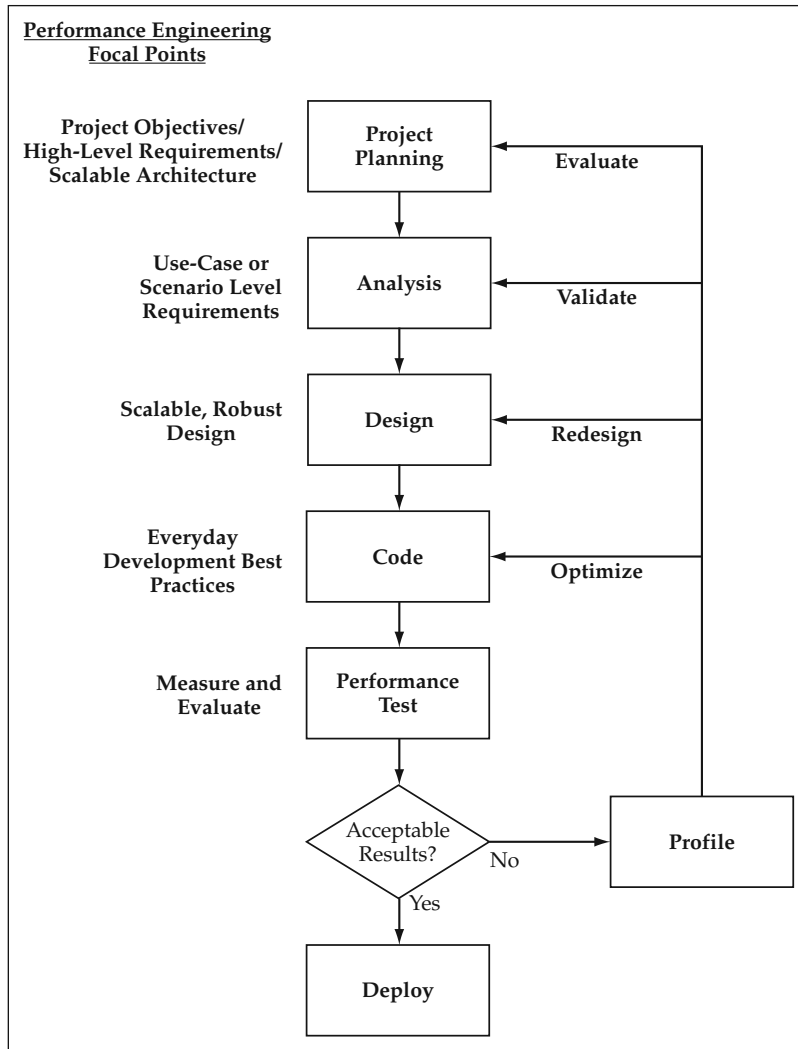 Performance Engineering
Focal Points
Project Objectives/
High-Level Requirements/
Scalable Architecture
Project
Planning
Evaluate
Use-Case or
Scenario Level
Requirements
Analysis
Validate
Scalable, Robust
Design
Design
Redesign
Everyday
Development Best
Practices
Code
Optimize
Measure and
Evaluate
Performance
Test
Acceptable
Results?
No
Profile
Yes
Deploy